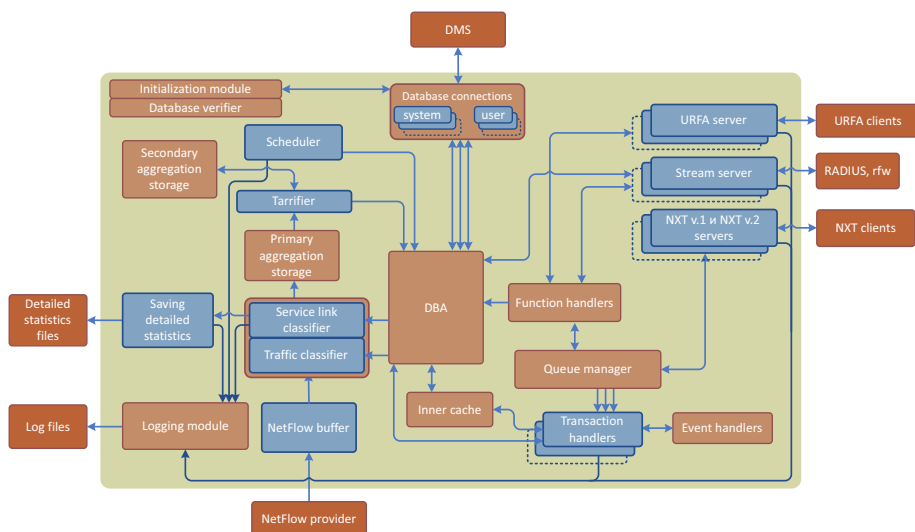 DMS
Initialization module
Database verifier
Database connections
system
user
URFA server
URFA clients
Scheduler
Secondary
aggregation
storage
Stream server
RADIUS, rfw
Tarrifier
NXT v.1 и NXT v.2
servers
NXT clients
Primary
aggregation
storage
DBA
Function handlers
Detailed
statistics
files
Saving
detailed
statistics
Service link
classifier
Traffic classifier
Queue manager
Inner cache
Log files
Logging module
NetFlow buffer
Transaction
handlers
Event handlers
NetFlow provider